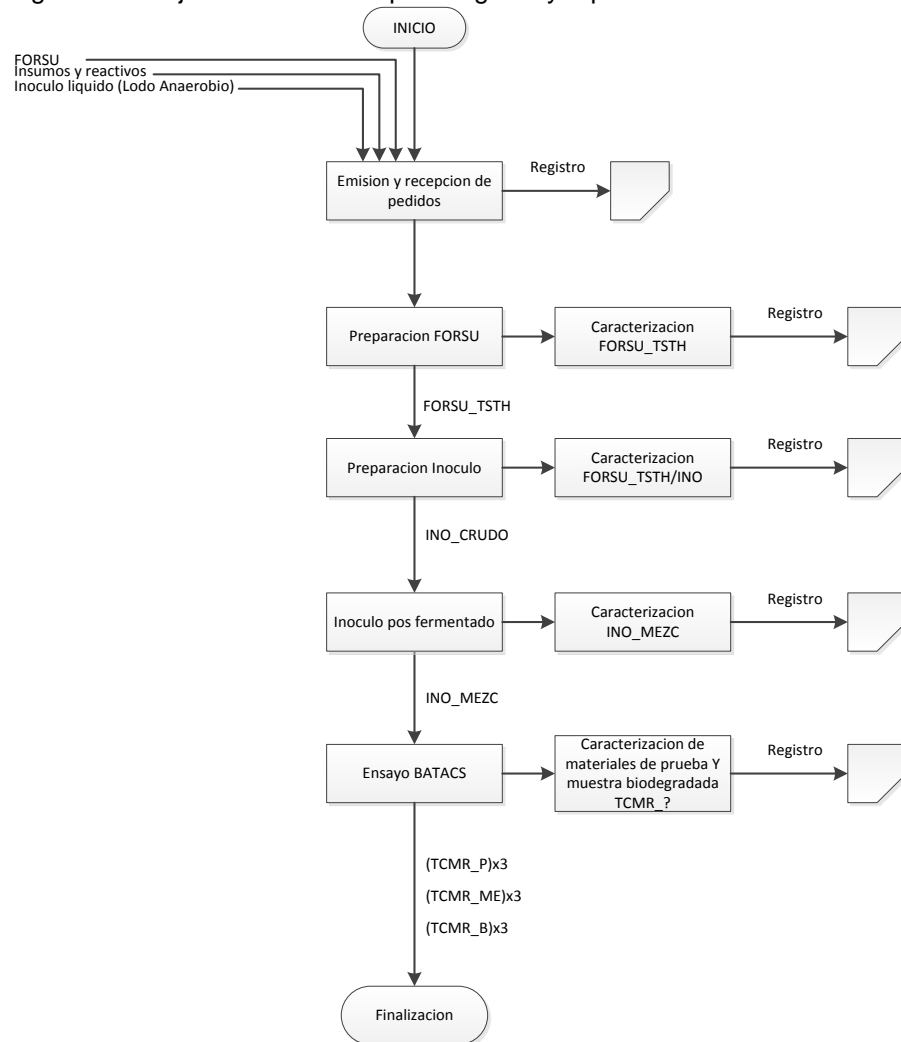 INICIO
FORSU
Insumos y reactivos
Inoculo liquido (Lodo Anaerobio)
Emision y recepcion de
pedidos
Registro
Preparacion FORSU
Caracterizacion
FORSU_TSTH
Registro
FORSU_TSTH
Preparacion Inoculo
Caracterizacion
FORSU_TSTH/INO
Registro
INO_CRUDO
Inoculo pos fermentado
Caracterizacion
INO_MEZC
Registro
INO_MEZC
Ensayo BATACS
Caracterizacion de
materiales de prueba Y
muestra biodegradada
TCMR_?
Registro
(TCMR_P)x3
(TCMR_ME)x3
(TCMR_B)x3
Finalizacion